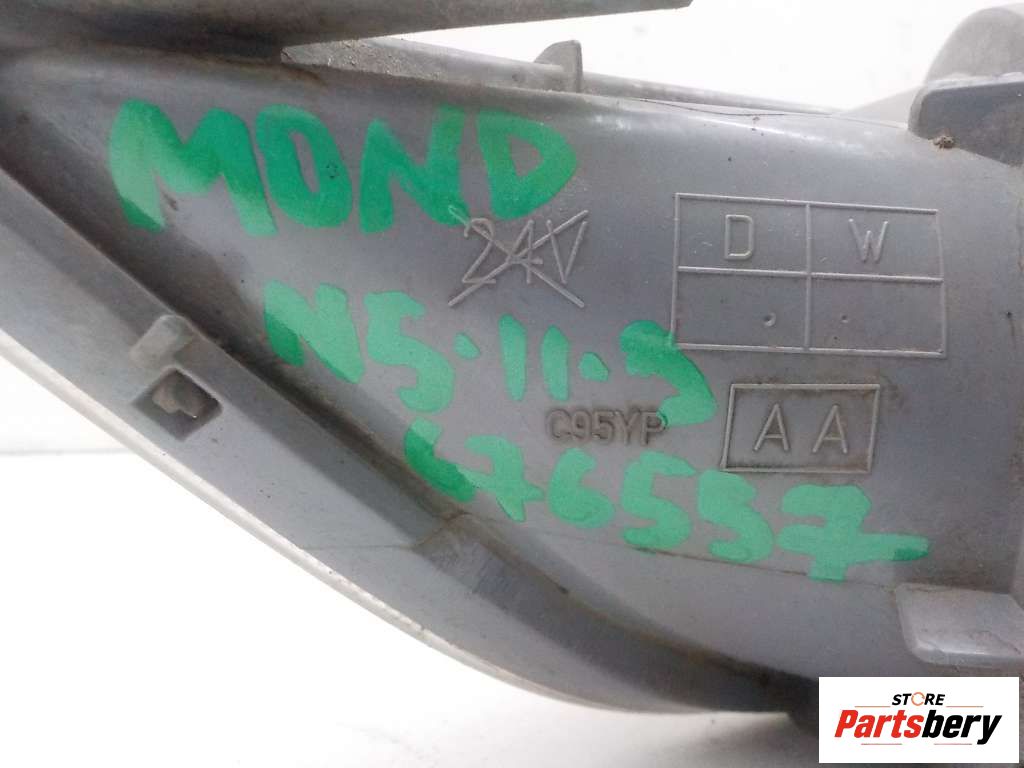 MOND
24V
D W
N5.11.3
C95YP
AA
676557
STORE
Partsbery